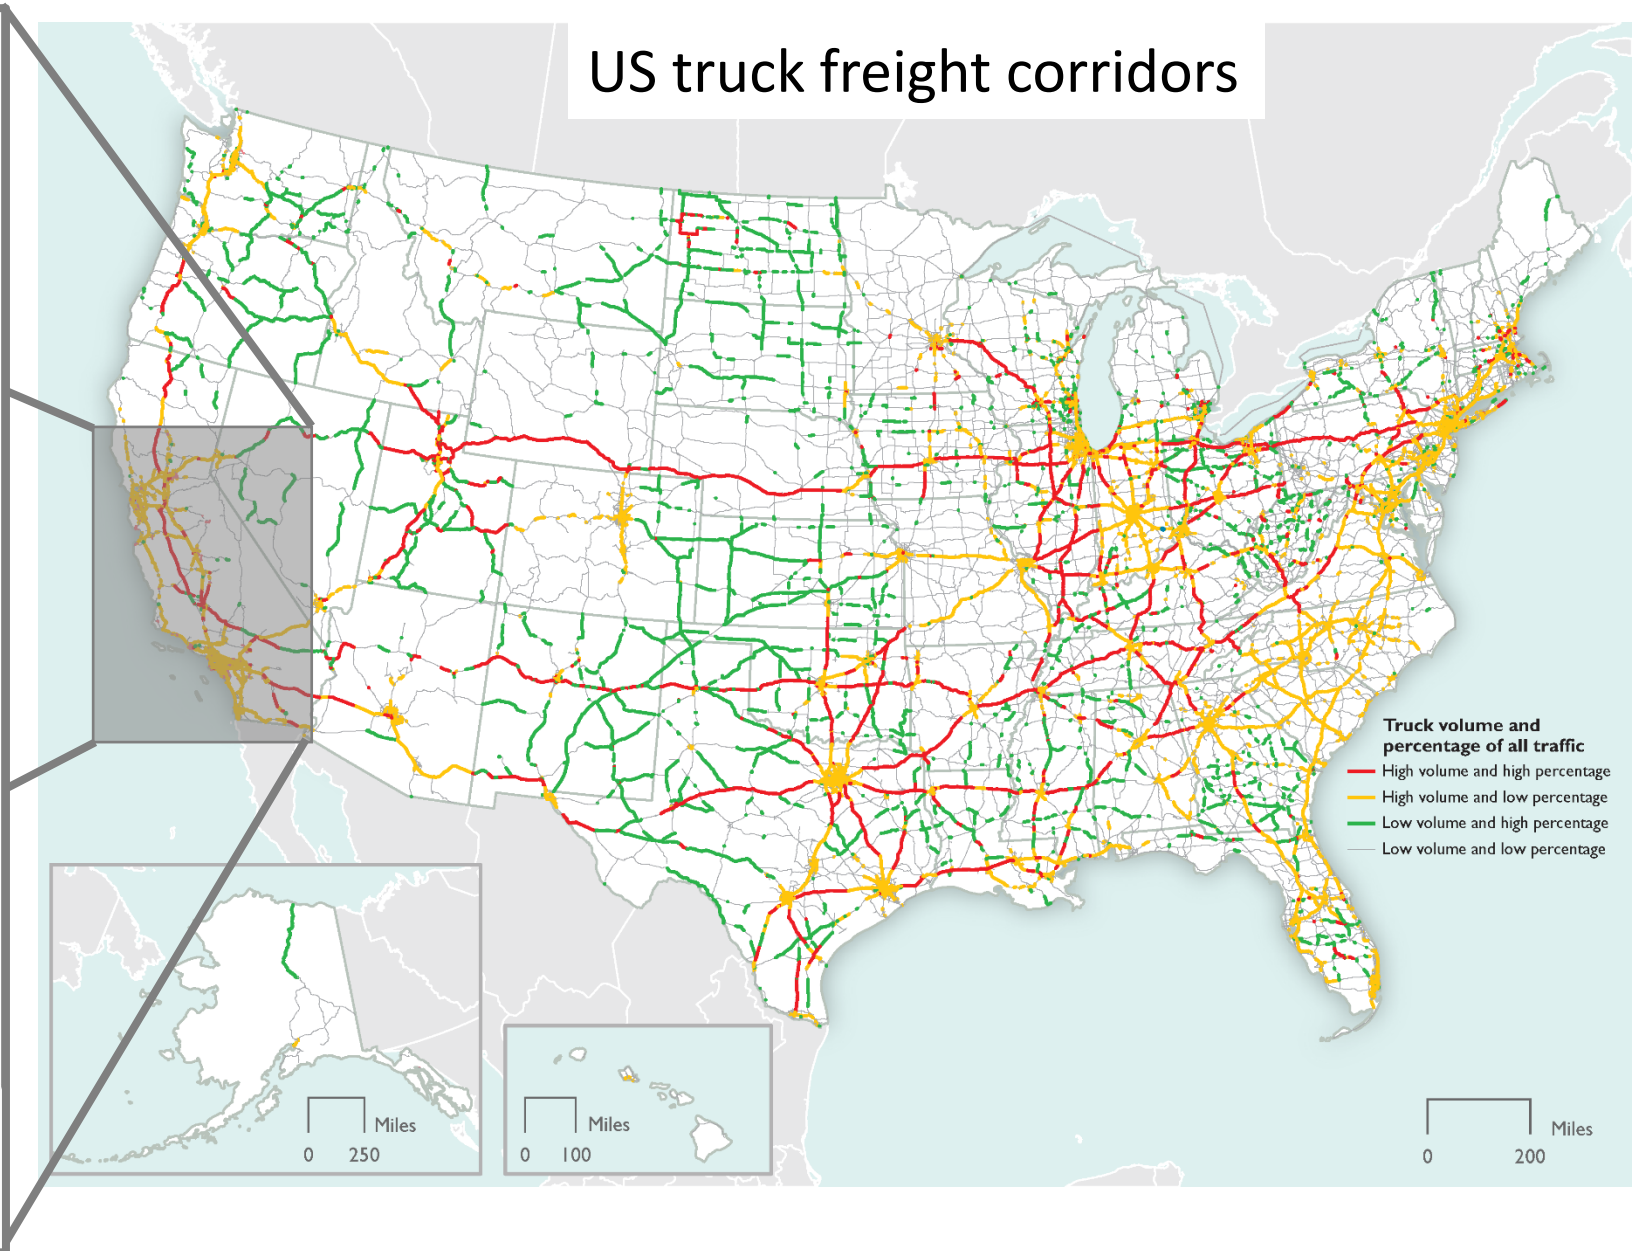 US truck freight corridors
Truck volume and
percentage of all traffic
High volume and high percentage
High volume and low percentage
Low volume and high percentage
Low volume and low percentage
Miles
0 250
Miles
0 100
Miles
0 200